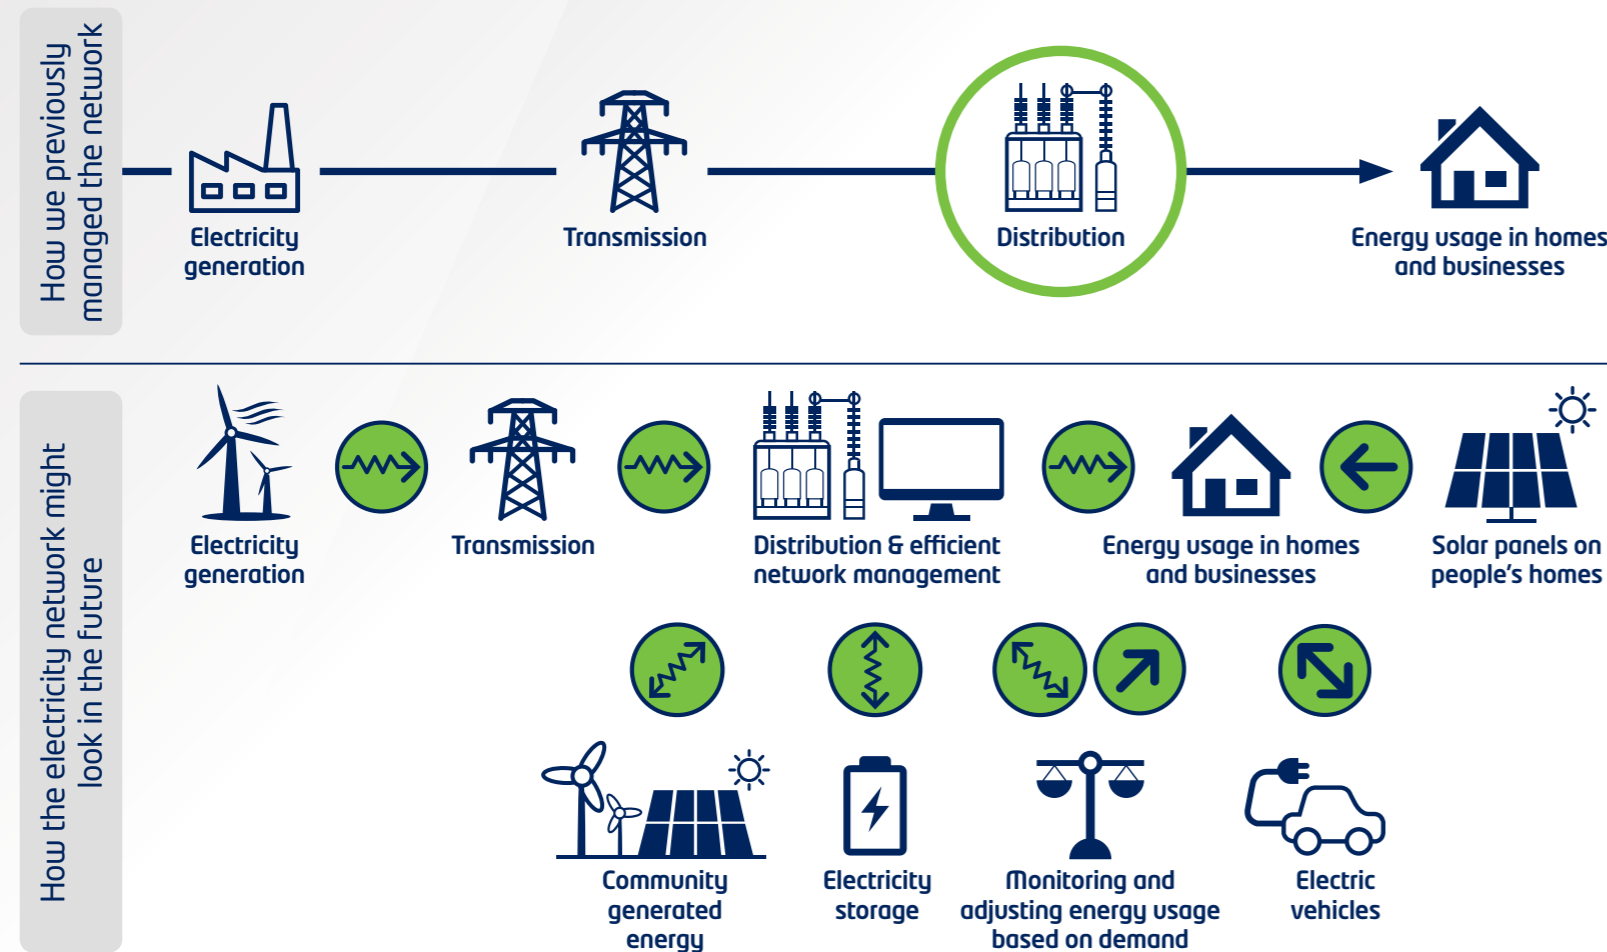 How we previously
managed the network
Electricity
generation
Transmission
Distribution
Energy usage in homes
and businesses
How the electricity network might
look in the future
Electricity
generation
Transmission
Distribution & efficient
network management
Energy usage in homes
and businesses
Solar panels on
people's homes
Community
generated
energy
Electricity
storage
Monitoring and
adjusting energy usage
based on demand
Electric
vehicles